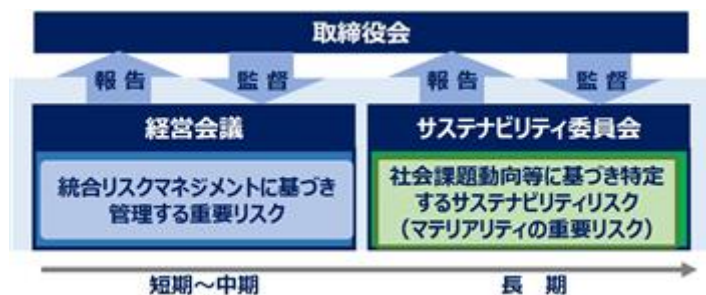 取締役会
報告 監督 報告 監督
経営会議 サステナビリティ委員会
統合リスクマネジメントに基づき
管理する重要リスク
社会課題動向等に基づき特定
するサステナビリティリスク
(マテリアリティの重要リスク)
短期～中期 長 期